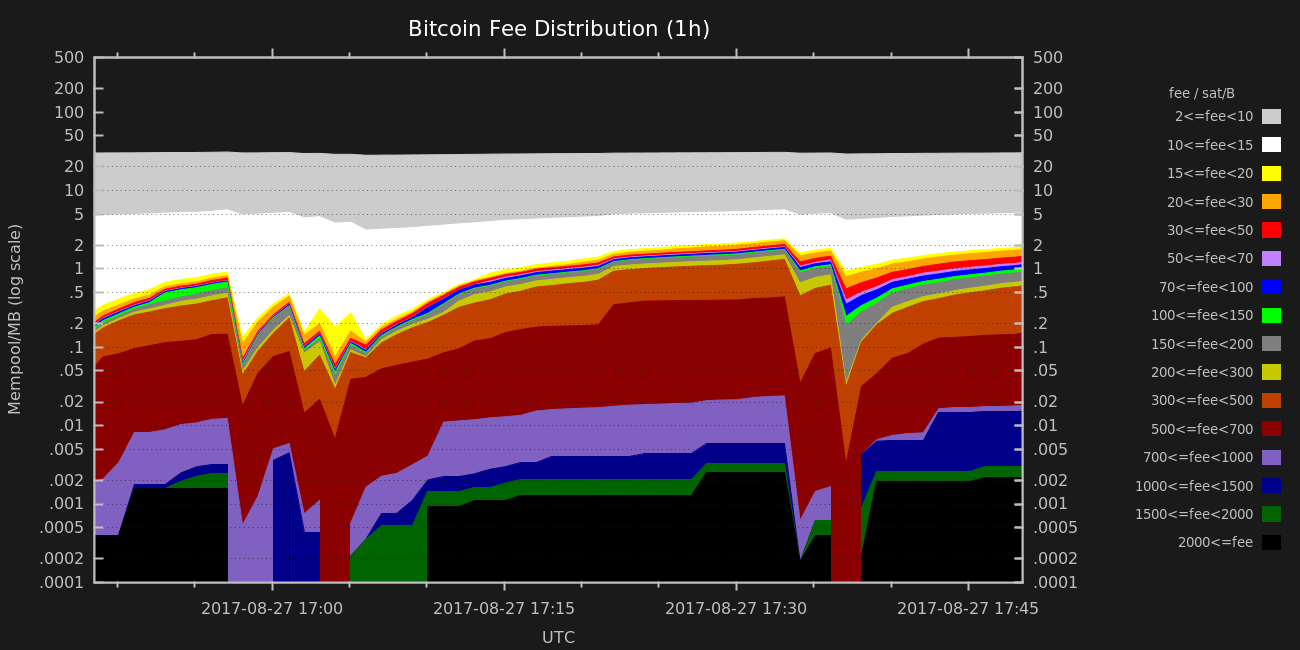 Bitcoin Fee Distribution (1h)
500
200
100
50
20
10
5
2
1
.5
.2
.1
.05
.02
.01
.005
.002
.001
.0005
.0002
.0001
Mempool/MB (log scale)
500
200
100
50
20
10
5
2
1
.5
.2
.1
.05
.02
.01
.005
.002
.001
.0005
.0002
.0001
2017-08-27 17:00
2017-08-27 17:15
2017-08-27 17:30
2017-08-27 17:45
UTC
fee / sat/B
2<=fee<10
10<=fee<15
15<=fee<20
20<=fee<30
30<=fee<50
50<=fee<70
70<=fee<100
100<=fee<150
150<=fee<200
200<=fee<300
300<=fee<500
500<=fee<700
700<=fee<1000
1000<=fee<1500
1500<=fee<2000
2000<=fee